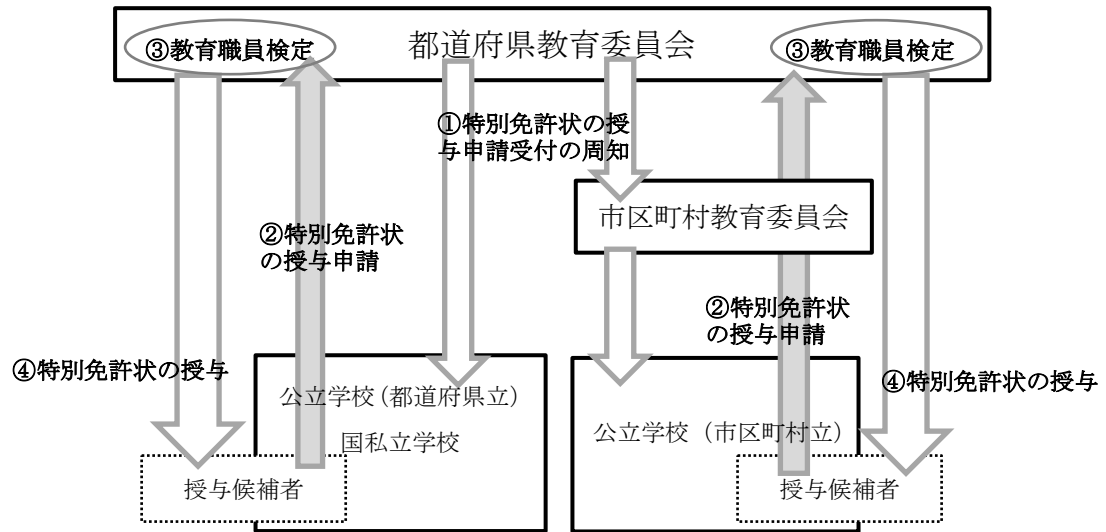 ③教育職員検定
都道府県教育委員会
③教育職員検定
①特別免許状の授
与申請受付の周知
市区町村教育委員会
②特別免許状
の授与申請
②特別免許状
の授与申請
④特別免許状の授与
④特別免許状の授与
公立学校(都道府県立)
国私立学校
公立学校（市区町村立）
授与候補者
授与候補者